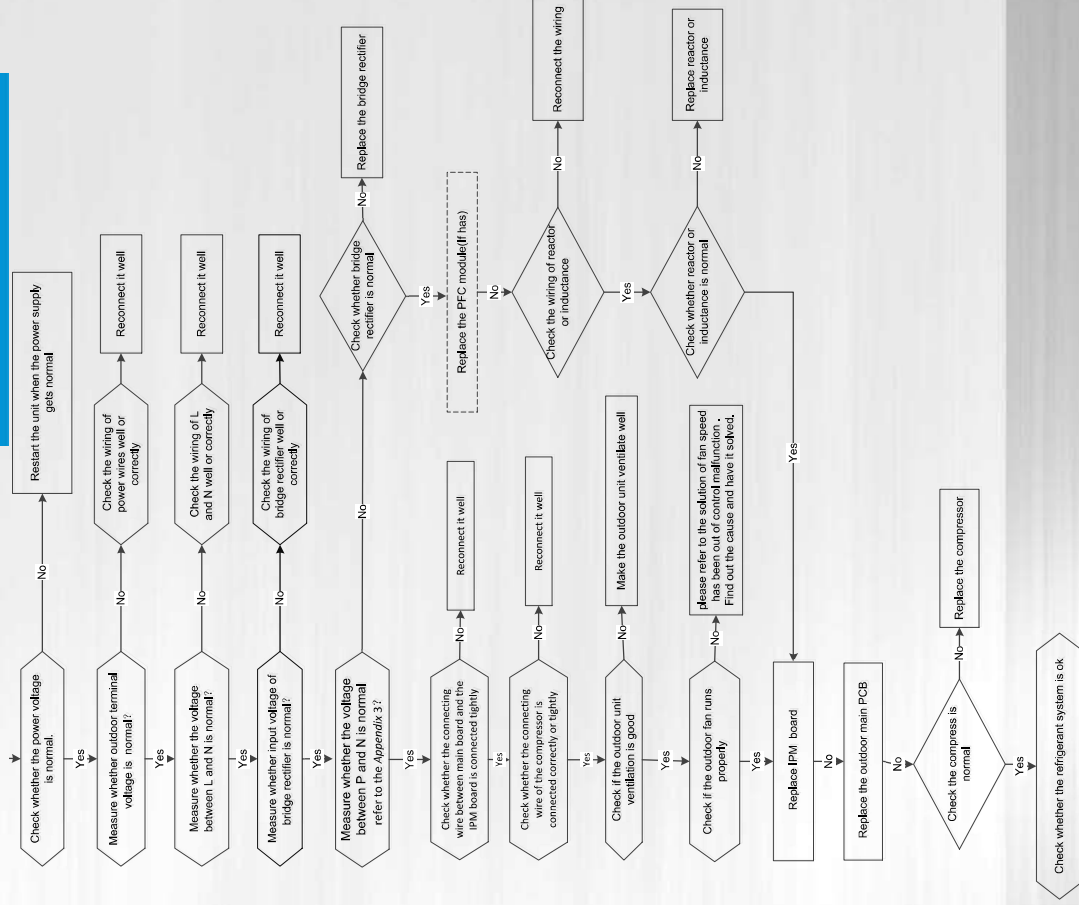 Check whether the power voltage
is normal.
No
Restart the unit when the power supply
gets normal
Yes
Measure whether outdoor terminal
voltage is normal?
No
Check the wiring of
power wires well or
correctly
Reconnect it well
Yes
Measure whether the voltage
between L and N is normal?
No
Check the wiring of L
and N well or correctly
Reconnect it well
Yes
Measure whether input voltage of
bridge rectifier is normal?
No
Check the wiring of
bridge rectifier well or
correctly
Reconnect it well
Yes
Measure whether the voltage
between P and N is normal
refer to the Appendix 3?
No
Check whether bridge
rectifier is normal
No
Replace the bridge rectifier
Yes
Replace the PFC module(If has)
No
Check the wiring of reactor
or inductance
No
Reconnect the wiring
Yes
Check whether reactor or
inductance is normal
No
Replace reactor or
inductance
Yes
Yes
Check whether the connecting
wire between main board and the
IPM board is connected tightly
No
Reconnect it well
Yes
Check whether the connecting
wire of the compressor is
connected correctly or tightly
No
Reconnect it well
Yes
Check if the outdoor unit
ventilation is good
No
Make the outdoor unit ventilate well
Yes
Check if the outdoor fan runs
properly
No
please refer to the solution of fan speed
has been out of control malfunction .
Find out the cause and have it solved.
Yes
Replace IPM board
No
Replace the outdoor main PCB
No
Check the compress is
normal
No
Replace the compressor
Yes
Check whether the refrigerant system is ok